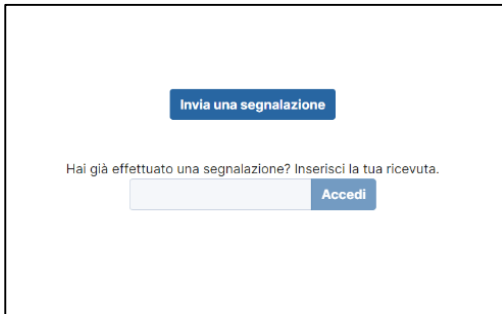 Invia una segnalazione
Hai già effettuato una segnalazione? Inserisci la tua ricevuta.
Accedi